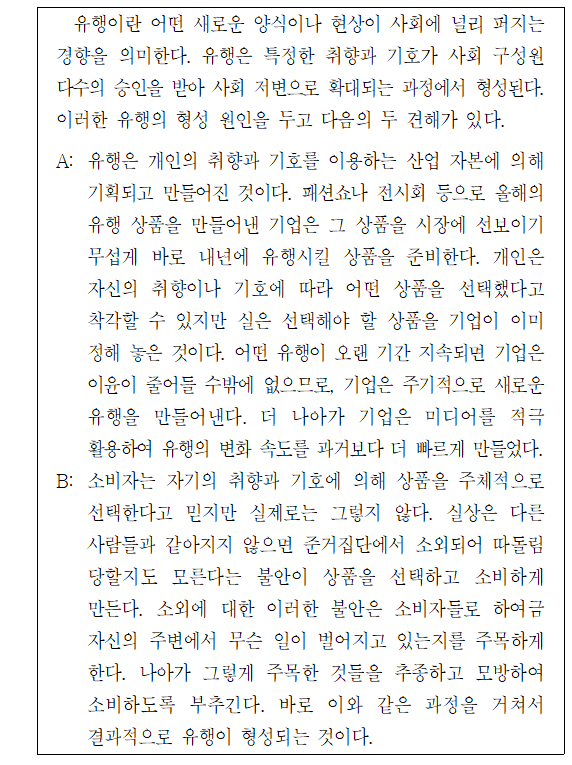 유행이란 어떤 새로운 양식이나 현상이 사회에 널리 퍼지는
경향을 의미한다. 유행은 특정한 취향과 기호가 사회 구성원
다수의 승인을 받아 사회 저변으로 확대되는 과정에서 형성된다.
이러한 유행의 형성 원인을 두고 다음의 두 견해가 있다.
A: 유행은 개인의 취향과 기호를 이용하는 산업 자본에 의해
기획되고 만들어진 것이다. 패션쇼나 전시회 등으로 올해의
유행 상품을 만들어낸 기업은 그 상품을 시장에 선보이기
무섭게 바로 내년에 유행시킬 상품을 준비한다. 개인은
자신의 취향이나 기호에 따라 어떤 상품을 선택했다고
착각할 수 있지만 실은 선택해야 할 상품을 기업이 이미
정해 놓은 것이다. 어떤 유행이 오랜 기간 지속되면 기업은
이윤이 줄어들 수밖에 없으므로, 기업은 주기적으로 새로운
유행을 만들어낸다. 더 나아가 기업은 미디어를 적극
활용하여 유행의 변화 속도를 과거보다 더 빠르게 만들었다.
B: 소비자는 자기의 취향과 기호에 의해 상품을 주체적으로
선택한다고 믿지만 실제로는 그렇지 않다. 실상은 다른
사람들과 같아지지 않으면 준거집단에서 소외되어 따돌림
당할지도 모른다는 불안이 상품을 선택하고 소비하게
만든다. 소외에 대한 이러한 불안은 소비자들로 하여금
자신의 주변에서 무슨 일이 벌어지고 있는지를 주목하게
한다. 나아가 그렇게 주목한 것들을 추종하고 모방하여
소비하도록 부추긴다. 바로 이와 같은 과정을 거쳐서
결과적으로 유행이 형성되는 것이다.